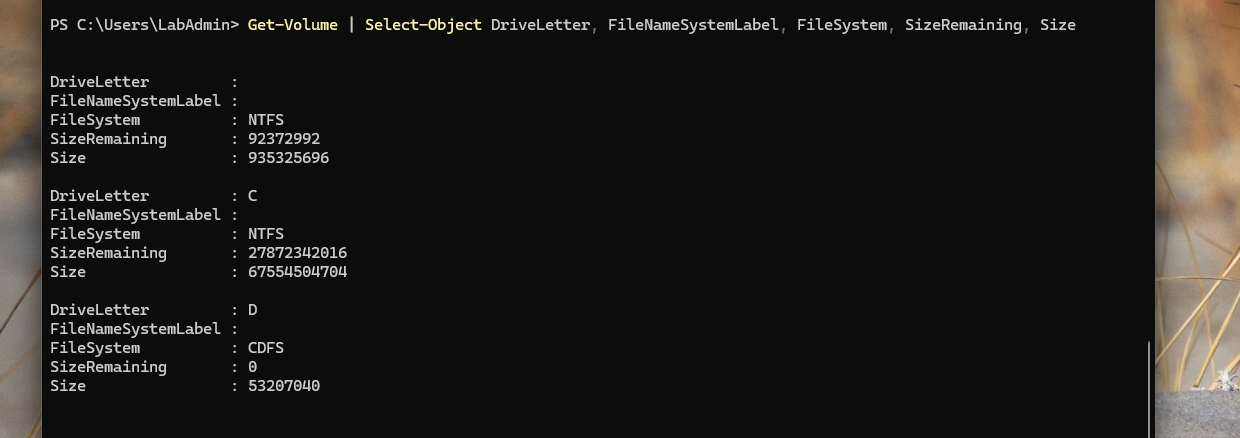 PS C:\Users\LabAdmin> Get-Volume | Select-Object DriveLetter, FileNameSystemLabel, FileSystem, SizeRemaining, Size
DriveLetter         :
FileNameSystemLabel :
FileSystem          : NTFS
SizeRemaining       : 92372992
Size                : 935325696
DriveLetter         : C
FileNameSystemLabel :
FileSystem          : NTFS
SizeRemaining       : 27872342016
Size                : 67554504704
DriveLetter         : D
FileNameSystemLabel :
FileSystem          : CDFS
SizeRemaining       : 0
Size                : 53207040